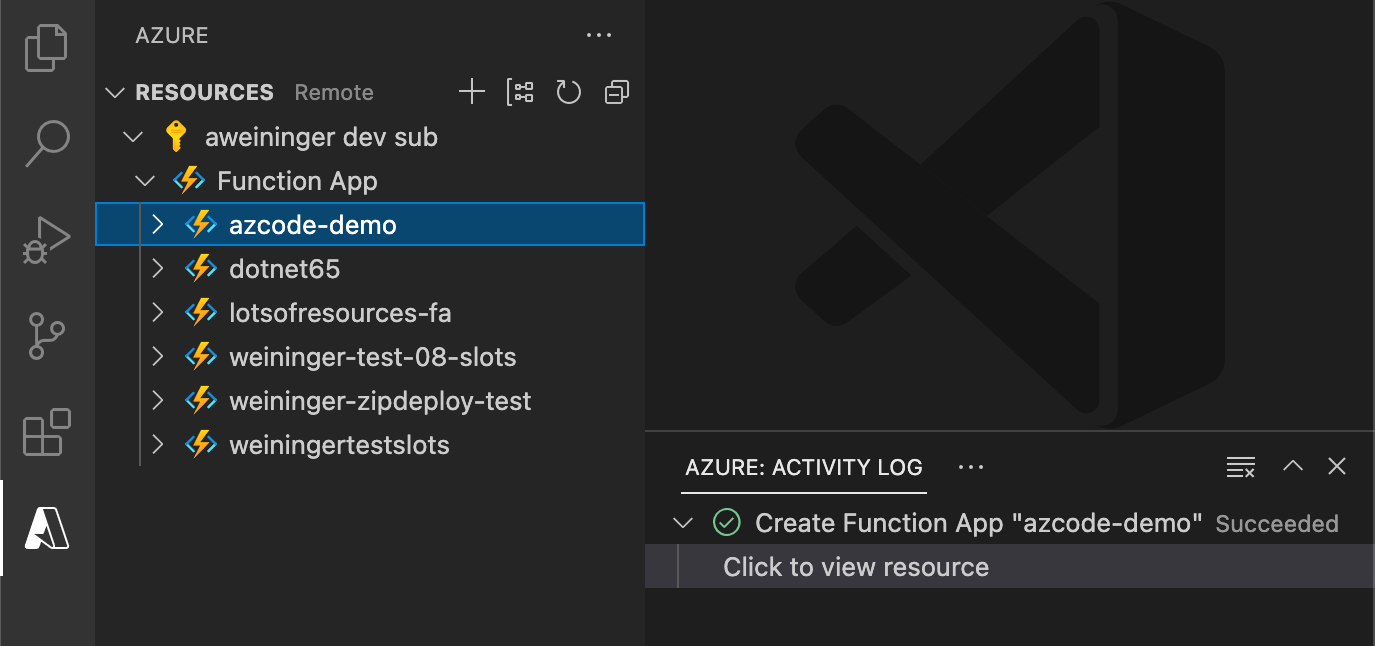 AZURE
RESOURCES Remote
aweininger dev sub
Function App
azcode-demo
dotnet65
lotsofresources-fa
weininger-test-08-slots
weininger-zipdeploy-test
weiningertestslots
AZURE: ACTIVITY LOG
Create Function App "azcode-demo" Succeeded
Click to view resource